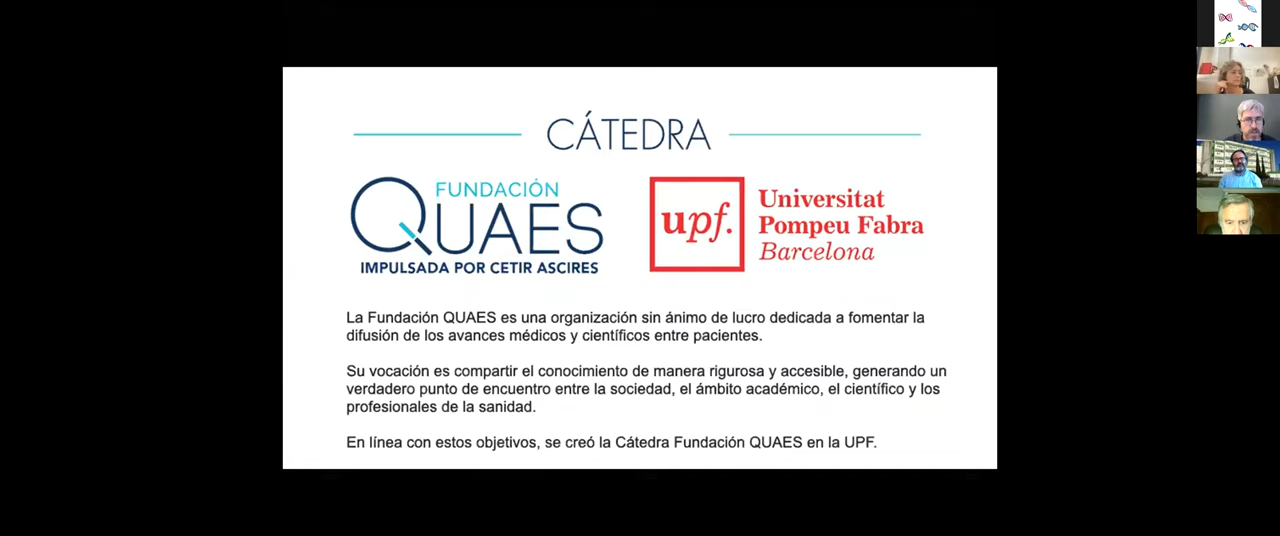 CÁTEDRA
FUNDACIÓN
QUAES
IMPULSADA POR CETIR ASCIRES
upf.
Universitat
Pompeu Fabra
Barcelona
La Fundación QUAES es una organización sin ánimo de lucro dedicada a fomentar la
difusión de los avances médicos y científicos entre pacientes.
Su vocación es compartir el conocimiento de manera rigurosa y accesible, generando un
verdadero punto de encuentro entre la sociedad, el ámbito académico, el científico y los
profesionales de la sanidad.
En línea con estos objetivos, se creó la Cátedra Fundación QUAES en la UPF.